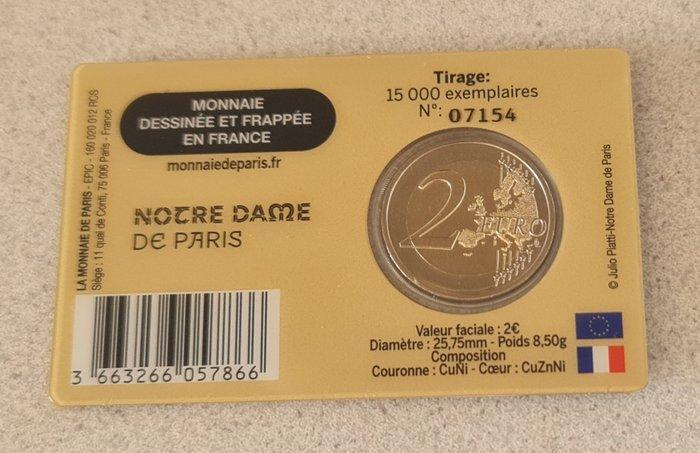 LA MONNAIE DE PARIS - EPIC - 160 020 012 RCS
Siège : 11 quai de Conti, 75 006 Paris - France
MONNAIE
DESSINÉE ET FRAPPÉE
EN FRANCE
monnaiedeparis.fr
NOTRE DAME
DE PARIS
3 663266 057866
Tirage:
15 000 exemplaires
N°: 07154
2 EURO
© Julio Piatti-Notre Dame de Paris
Valeur faciale : 2€
Diamètre : 25,75mm - Poids 8,50g
Composition
Couronne : CuNi - Cœur : CuZnNi